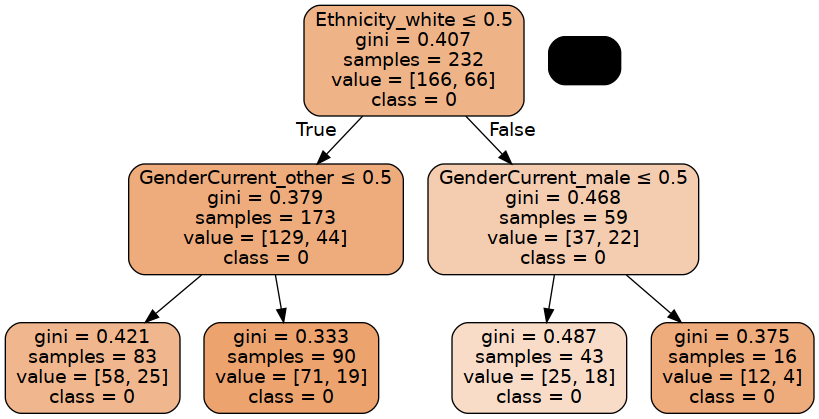 Ethnicity_white ≤ 0.5
gini = 0.407
samples = 232
value = [166, 66]
class = 0
True
False
GenderCurrent_other ≤ 0.5
gini = 0.379
samples = 173
value = [129, 44]
class = 0
GenderCurrent_male ≤ 0.5
gini = 0.468
samples = 59
value = [37, 22]
class = 0
gini = 0.421
samples = 83
value = [58, 25]
class = 0
gini = 0.333
samples = 90
value = [71, 19]
class = 0
gini = 0.487
samples = 43
value = [25, 18]
class = 0
gini = 0.375
samples = 16
value = [12, 4]
class = 0